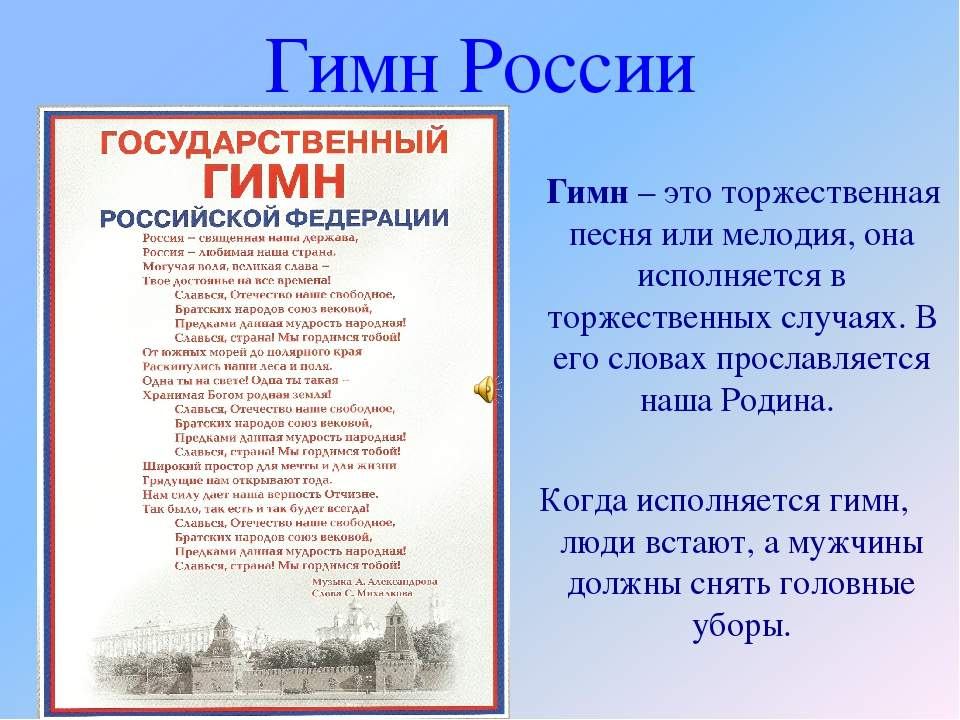 Гимн России
ГОСУДАРСТВЕННЫЙ
ГИМН
РОССИЙСКОЙ ФЕДЕРАЦИИ
Россия – священная наша держава,
Россия – любимая наша страна.
Могучая воля, великая слава –
Твое достоянье на все времена!
Славься, Отечество наше свободное,
Братских народов союз вековой,
Предками данная мудрость народная!
Славься, страна! Мы гордимся тобой!
От южных морей до полярного края
Раскинулись наши леса и поля.
Одна ты на свете! Одна ты такая –
Хранимая Богом родная земля!
Славься, Отечество наше свободное,
Братских народов союз вековой,
Предками данная мудрость народная!
Славься, страна! Мы гордимся тобой!
Широкий простор для мечты и для жизни
Грядущие нам открывают года.
Нам силу дает наша верность Отчизне.
Так было, так есть и так будет всегда!
Славься, Отечество наше свободное,
Братских народов союз вековой,
Предками данная мудрость народная!
Славься, страна! Мы гордимся тобой!
Музыка А. Александрова
Слова С. Михалкова
Гимн – это торжественная
песня или мелодия, она
исполняется в
торжественных случаях. В
его словах прославляется
наша Родина.
Когда исполняется гимн,
люди встают, а мужчины
должны снять головные
уборы.